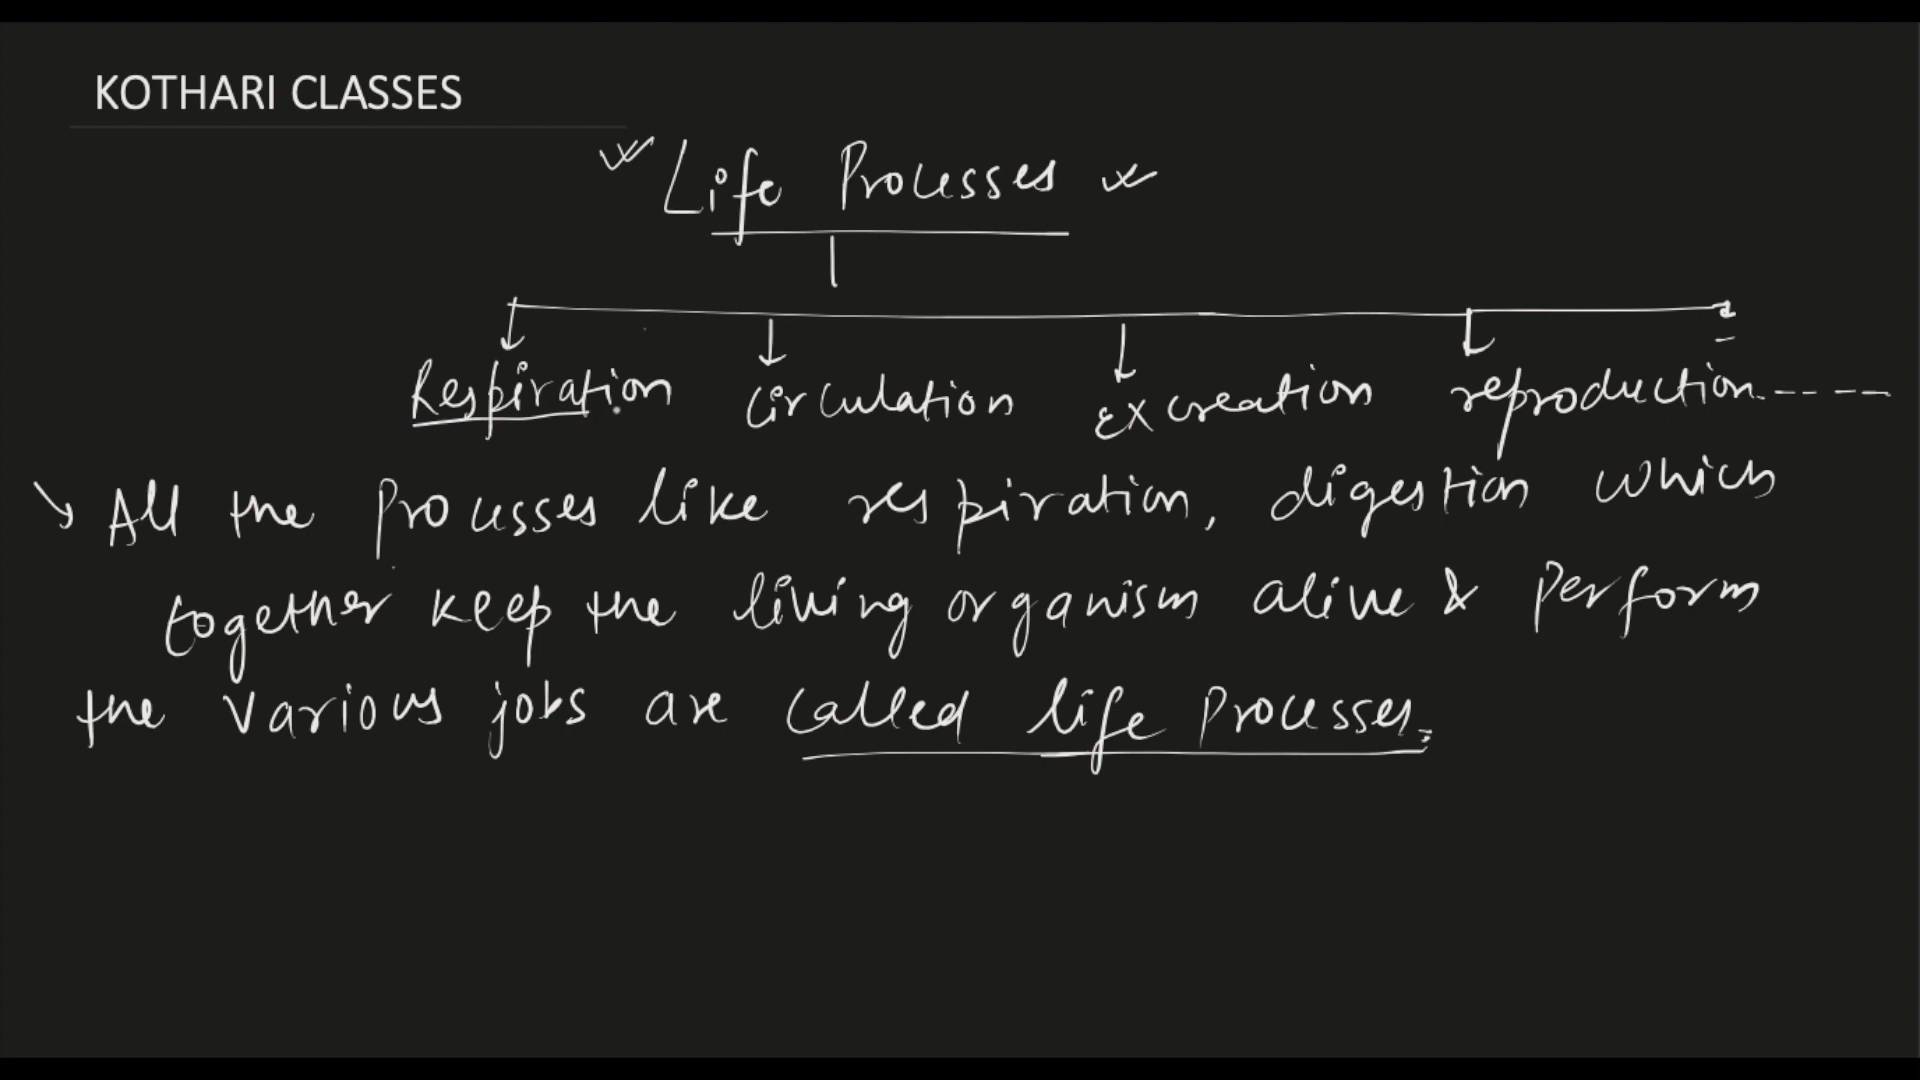 KOTHARI CLASSES
Life Processes
Respiration circulation excreation reproduction-----
All the processes like respiration, digestion which
together keep the living organism alive & perform
the various jobs are called life processes.